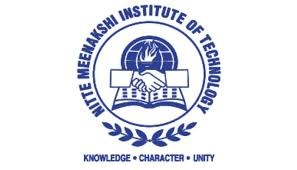 NITTE MEENAKSHI INSTITUTE OF TECHNOLOGY
KNOWLEDGE • CHARACTER • UNITY